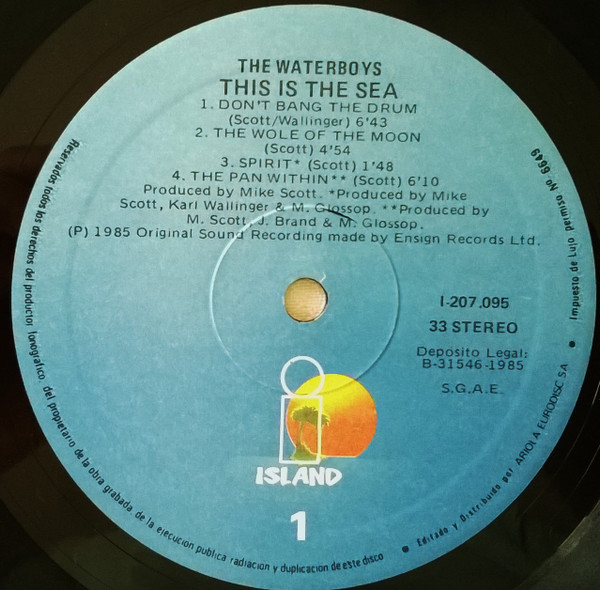 THE WATERBOYS
THIS IS THE SEA
1. DON'T BANG THE DRUM
(Scott/Wallinger) 6'43
2. THE WOLE OF THE MOON
(Scott) 4'54
3. SPIRIT* (Scott) 1'48
4. THE PAN WITHIN** (Scott) 6'10
Produced by Mike Scott. *Produced by Mike
Scott, Karl Wallinger & M. Glossop. **Produced by
M. Scott, J. Brand & M. Glossop.
(P) 1985 Original Sound Recording made by Ensign Records Ltd.
I-207.095
33 STEREO
Depósito Legal:
B-31546-1985
S.G.A.E.
ISLAND
1
Reservados todos los derechos del productor fonografico, del propietario de la obra grabada, de la ejecucion publica radiacion y duplicacion de este disco
● Editado y Distribuido por ARIOLA EURODISC SA ● Impuesto de Lujo permiso No 6649